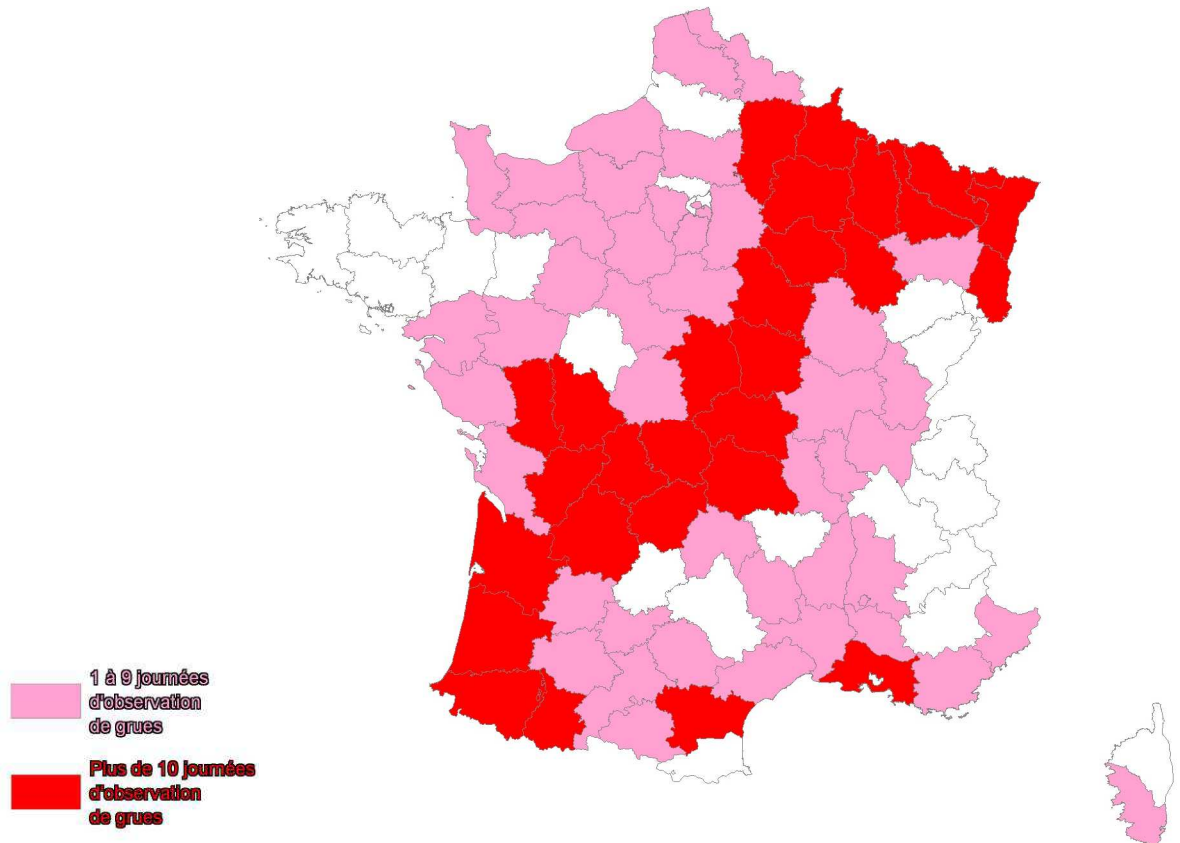 1 à 9 journées
d'observation
de grues
Plus de 10 journées
d'observation
de grues